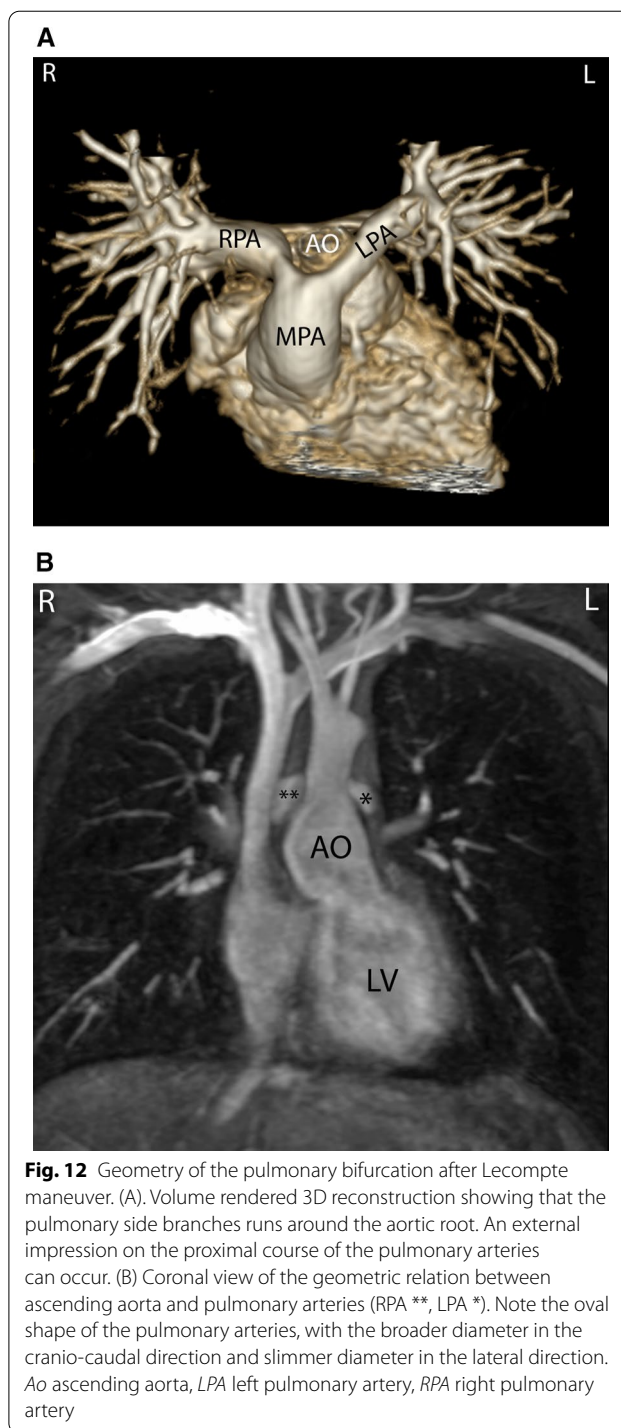 A
R L
RPA AO LPA
MPA
B
R L
** *
AO
LV
Fig. 12 Geometry of the pulmonary bifurcation after Lecompte
maneuver. (A). Volume rendered 3D reconstruction showing that the
pulmonary side branches runs around the aortic root. An external
impression on the proximal course of the pulmonary arteries
can occur. (B) Coronal view of the geometric relation between
ascending aorta and pulmonary arteries (RPA **, LPA *). Note the oval
shape of the pulmonary arteries, with the broader diameter in the
cranio-caudal direction and slimmer diameter in the lateral direction.
Ao ascending aorta, LPA left pulmonary artery, RPA right pulmonary
artery